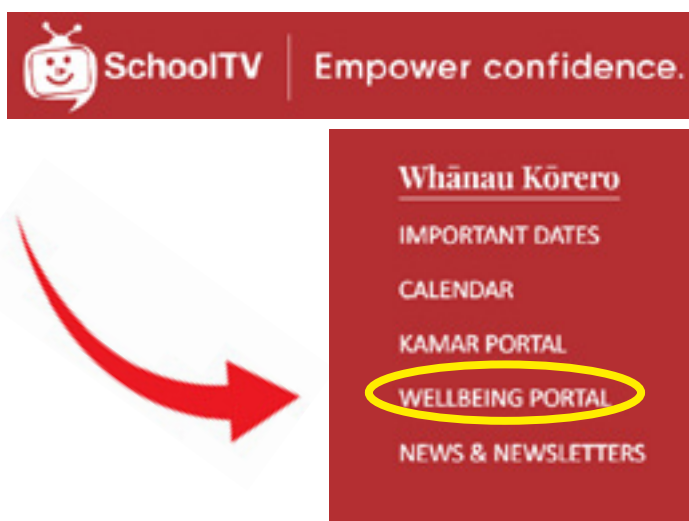 SchoolTV
Empower confidence.
Whānau Kōrero
IMPORTANT DATES
CALENDAR
KAMAR PORTAL
WELLBEING PORTAL
NEWS & NEWSLETTERS